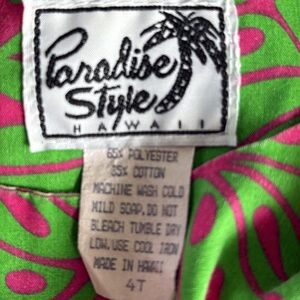 Paradise
Style
HAWAII
65% POLYESTER
35% COTTON
MACHINE WASH COLD
MILD SOAP, DO NOT
BLEACH TUMBLE DRY
LOW. USE COOL IRON
MADE IN HAWAII
4T